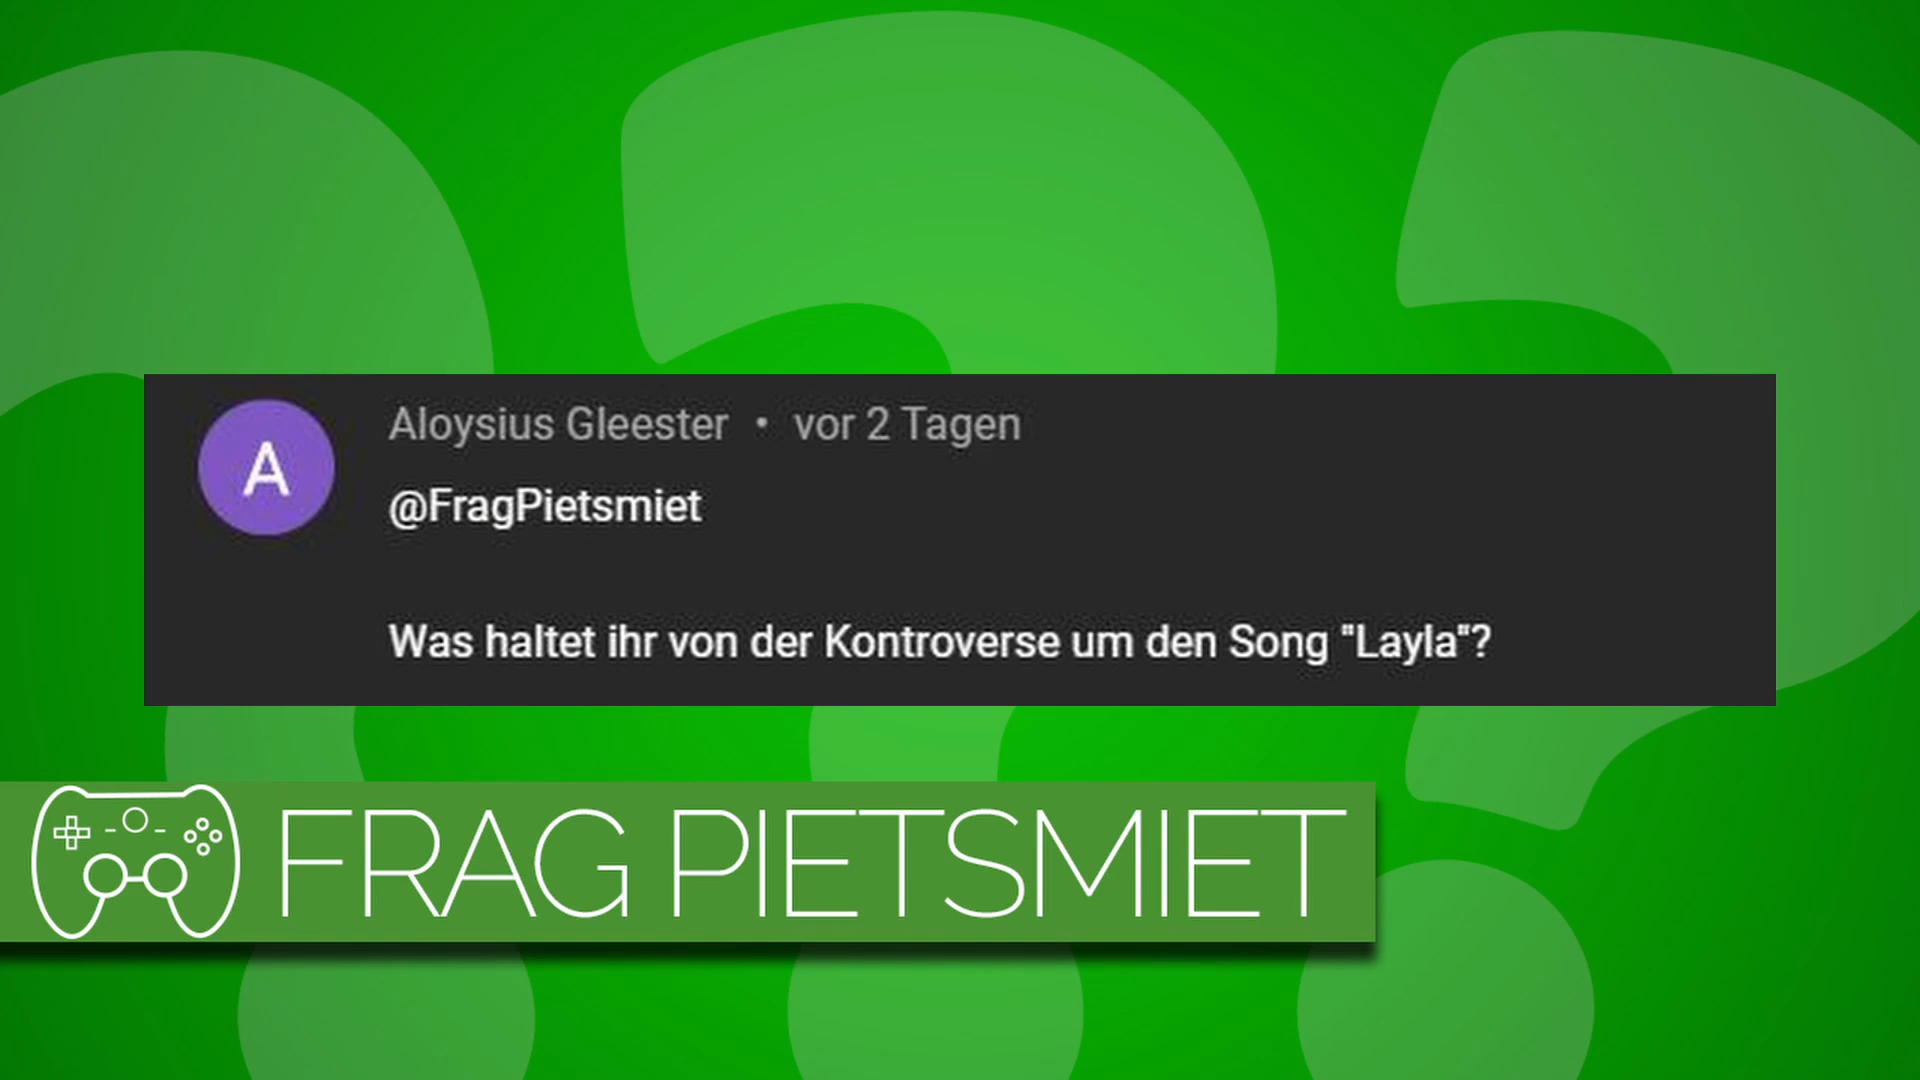 A
Aloysius Gleester • vor 2 Tagen
@FragPietsmiet
Was haltet ihr von der Kontroverse um den Song "Layla"?
FRAG PIETSMIET